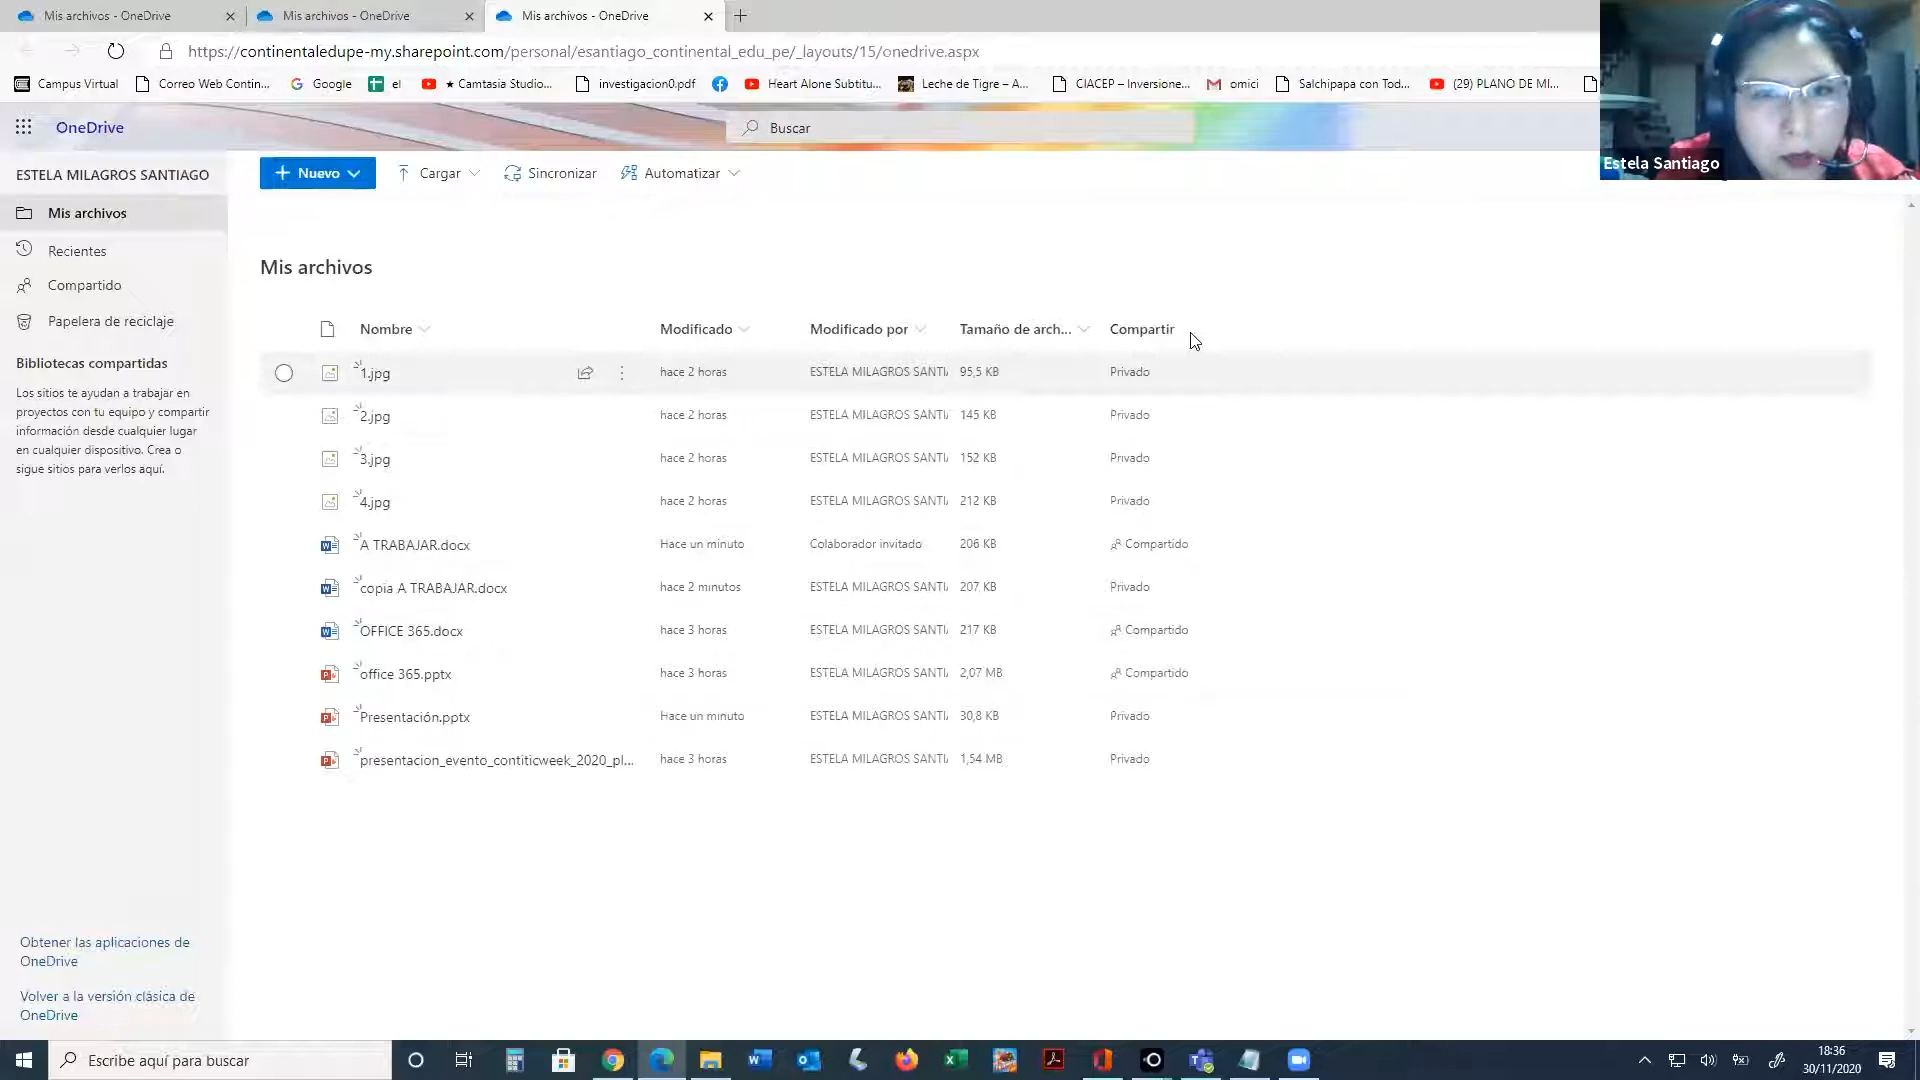 Mis archivos - OneDrive
Mis archivos - OneDrive
Mis archivos - OneDrive
https://continentaledupe-my.sharepoint.com/personal/esantiago_continental_edu_pe/_layouts/15/onedrive.aspx
Campus Virtual
Correo Web Contin...
Google
el
★ Camtasia Studio...
investigacion0.pdf
Heart Alone Subtitu...
Leche de Tigre – A...
CIACEP – Inversione...
omici
Salchipapa con Tod...
(29) PLANO DE MI...
OneDrive
Buscar
Estela Santiago
ESTELA MILAGROS SANTIAGO
Nuevo
Cargar
Sincronizar
Automatizar
Mis archivos
Recientes
Compartido
Papelera de reciclaje
Bibliotecas compartidas
Los sitios te ayudan a trabajar en
proyectos con tu equipo y compartir
información desde cualquier lugar
en cualquier dispositivo. Crea o
sigue sitios para verlos aquí.
Obtener las aplicaciones de
OneDrive
Volver a la versión clásica de
OneDrive
Mis archivos
Nombre Modificado Modificado por Tamaño de arch... Compartir
1.jpg hace 2 horas ESTELA MILAGROS SANTI 95,5 KB Privado
2.jpg hace 2 horas ESTELA MILAGROS SANTI 145 KB Privado
3.jpg hace 2 horas ESTELA MILAGROS SANTI 152 KB Privado
4.jpg hace 2 horas ESTELA MILAGROS SANTI 212 KB Privado
A TRABAJAR.docx Hace un minuto Colaborador invitado 206 KB Compartido
copia A TRABAJAR.docx hace 2 minutos ESTELA MILAGROS SANTI 207 KB Privado
OFFICE 365.docx hace 3 horas ESTELA MILAGROS SANTI 217 KB Compartido
office 365.pptx hace 3 horas ESTELA MILAGROS SANTI 2,07 MB Compartido
Presentación.pptx Hace un minuto ESTELA MILAGROS SANTI 30,8 KB Privado
presentacion_evento_contiticweek_2020_pl... hace 3 horas ESTELA MILAGROS SANTI 1,54 MB Privado
Escribe aquí para buscar
18:36
30/11/2020